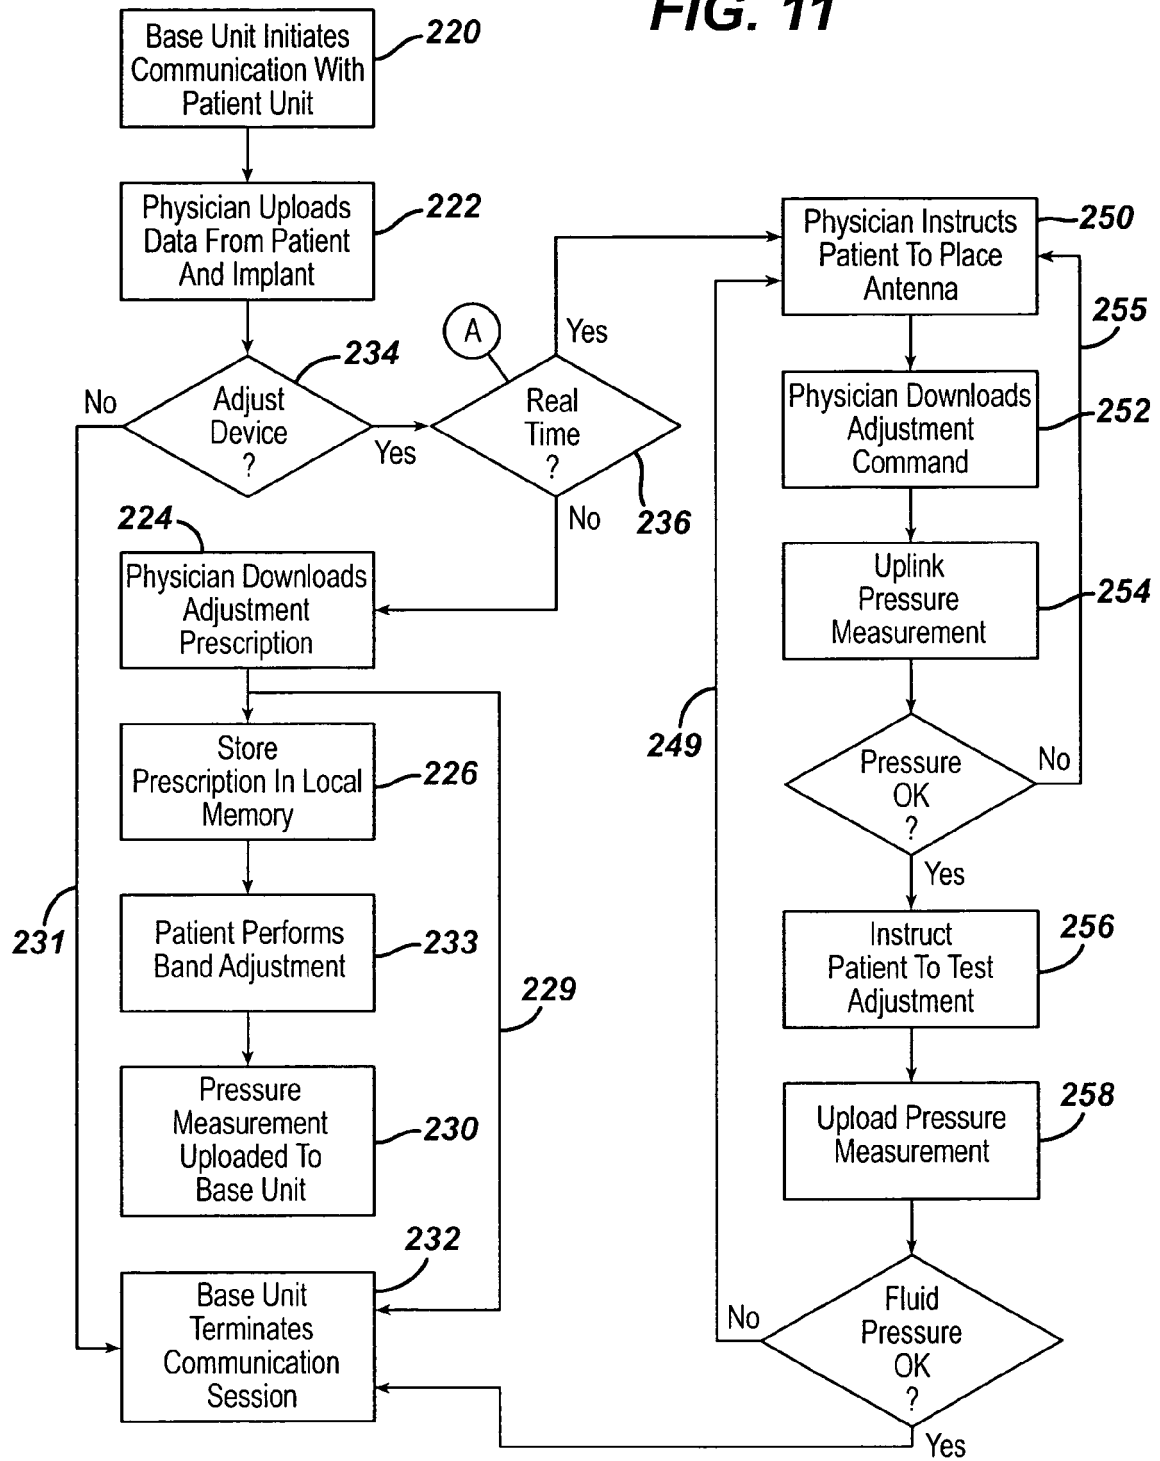 FIG. 11
Base Unit Initiates
Communication With
Patient Unit
220
Physician Uploads
Data From Patient
And Implant
222
Adjust
Device
?
234
No
Yes
A
Real
Time
?
236
Yes
No
224
Physician Downloads
Adjustment
Prescription
Store
Prescription In Local
Memory
226
Patient Performs
Band Adjustment
233
Pressure
Measurement
Uploaded To
Base Unit
230
229
231
232
Base Unit
Terminates
Communication
Session
Physician Instructs
Patient To Place
Antenna
250
255
Physician Downloads
Adjustment
Command
252
Uplink
Pressure
Measurement
254
249
Pressure
OK
?
No
Yes
Instruct
Patient To Test
Adjustment
256
Upload Pressure
Measurement
258
Fluid
Pressure
OK
?
No
Yes